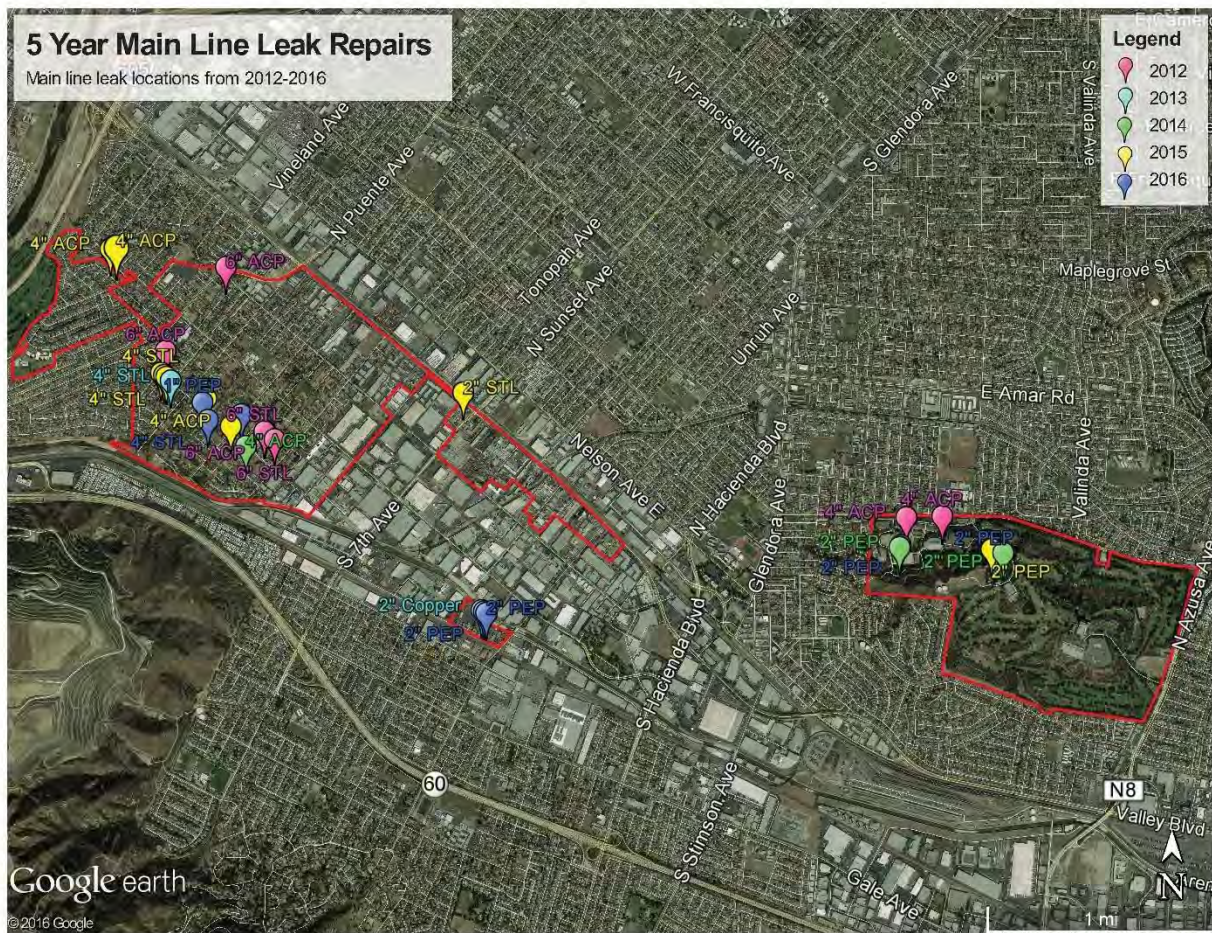 5 Year Main Line Leak Repairs
Main line leak locations from 2012-2016
Legend
2012
2013
2014
2015
2016
S Valinda Ave
W Francisquito Ave
S Glendora Ave
Vineland Ave
N Puente Ave
Tonopah Ave
N Sunset Ave
Unruh Ave
Maplegrove St
4" ACP
4" ACP
6" ACP
6" ACP
4" STL
4" STL
1" PEP
4" STL
4" ACP
6" STL
4" STL
6" ACP
4" ACP
6" STL
2" STL
E Amar Rd
Valinda Ave
Nelson Ave E
N Hacienda Blvd
Glendora Ave
4" ACP
4" ACP
2" PEP
2" PEP
2" PEP
2" PEP
2" PEP
S 7th Ave
2" Copper
2" PEP
2" PEP
N Azusa Ave
S Hacienda Blvd
60
S Stimson Ave
N8
Valley Blvd
Gale Ave
N
Google earth
© 2016 Google
1 mi